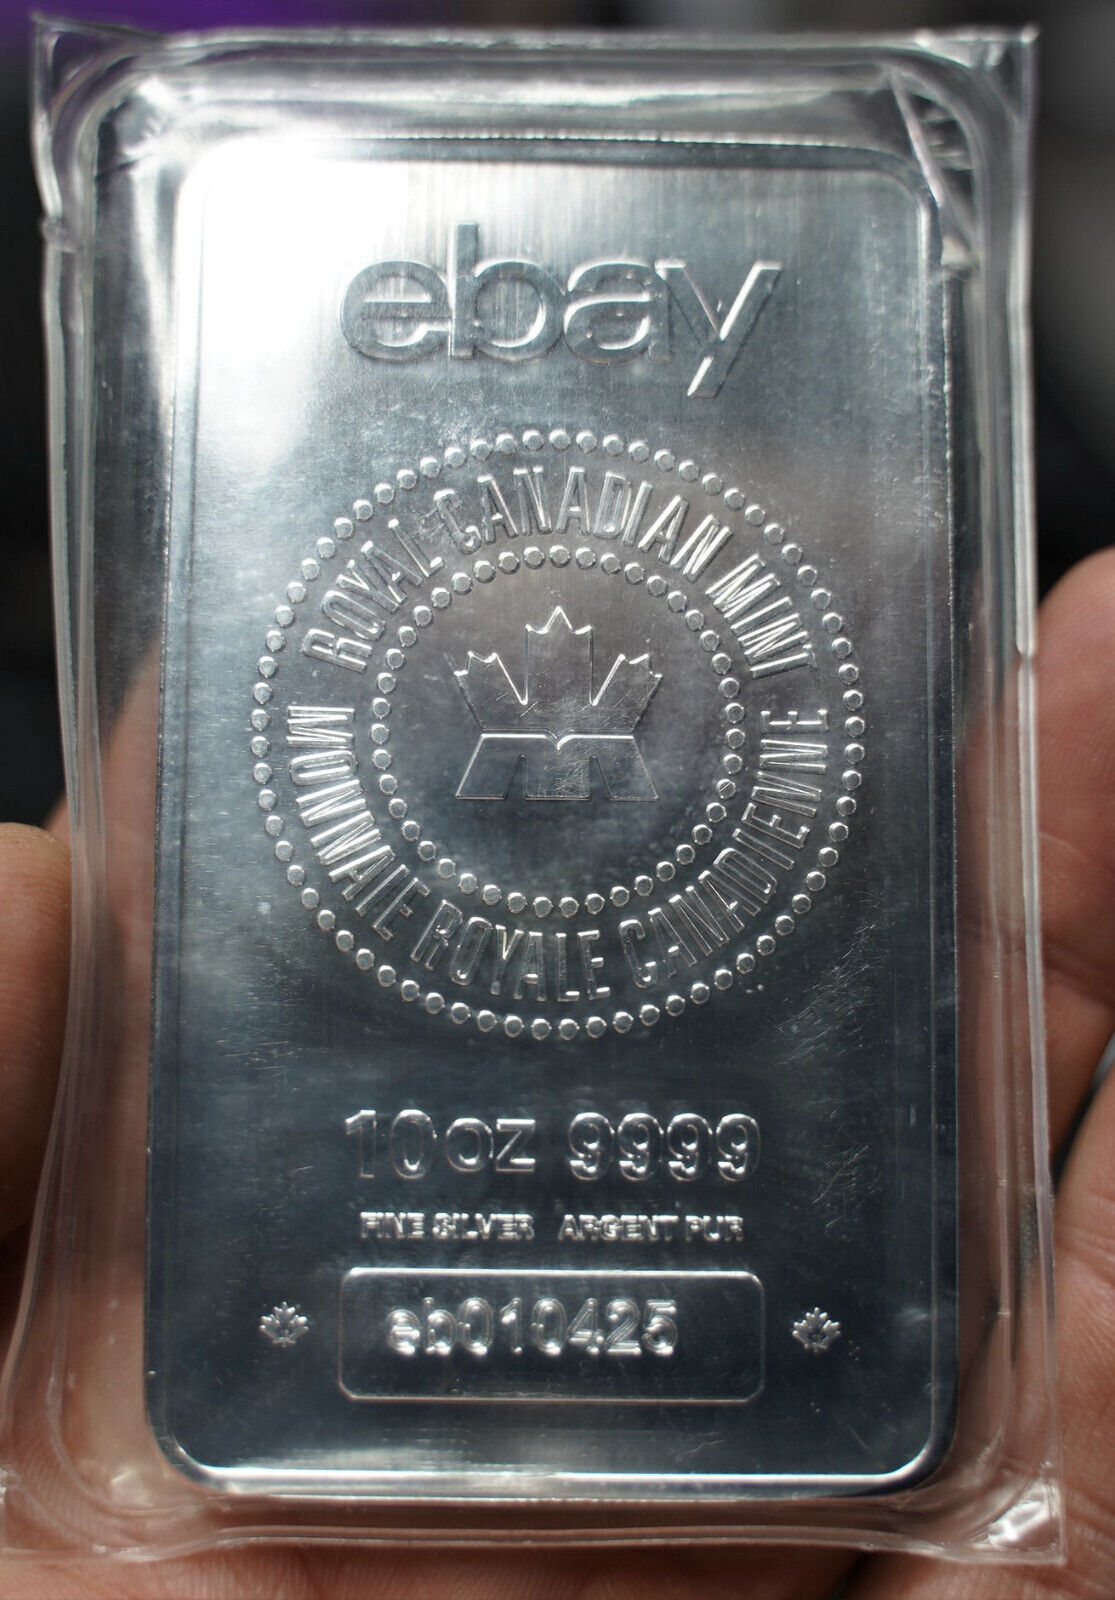 ebay
ROYAL CANADIAN MINT
MONNAIE ROYALE CANADIENNE
10 oz 9999
FINE SILVER ARGENT PUR
eb010425